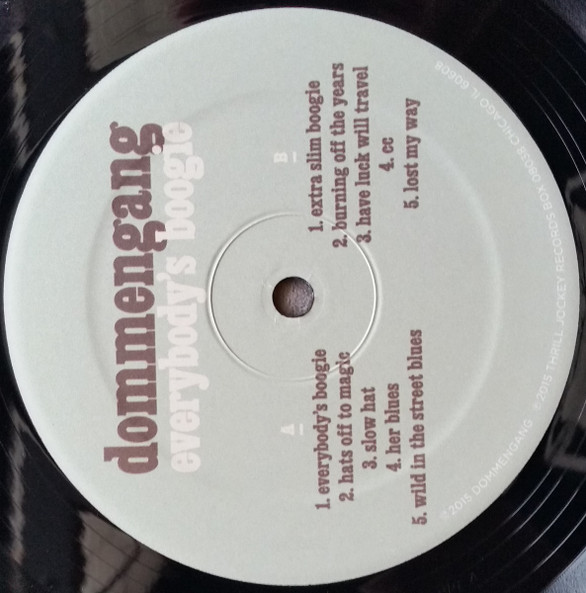 dommengang
everybody's boogie
A
1. everybody's boogie
2. hats off to magic
3. slow hat
4. her blues
5. wild in the street blues
B
1. extra slim boogie
2. burning off the years
3. have luck will travel
4. cc
5. lost my way
©2015 DOMMENGANG ℗2015 THRILL JOCKEY RECORDS BOX 08038 CHICAGO IL 60608